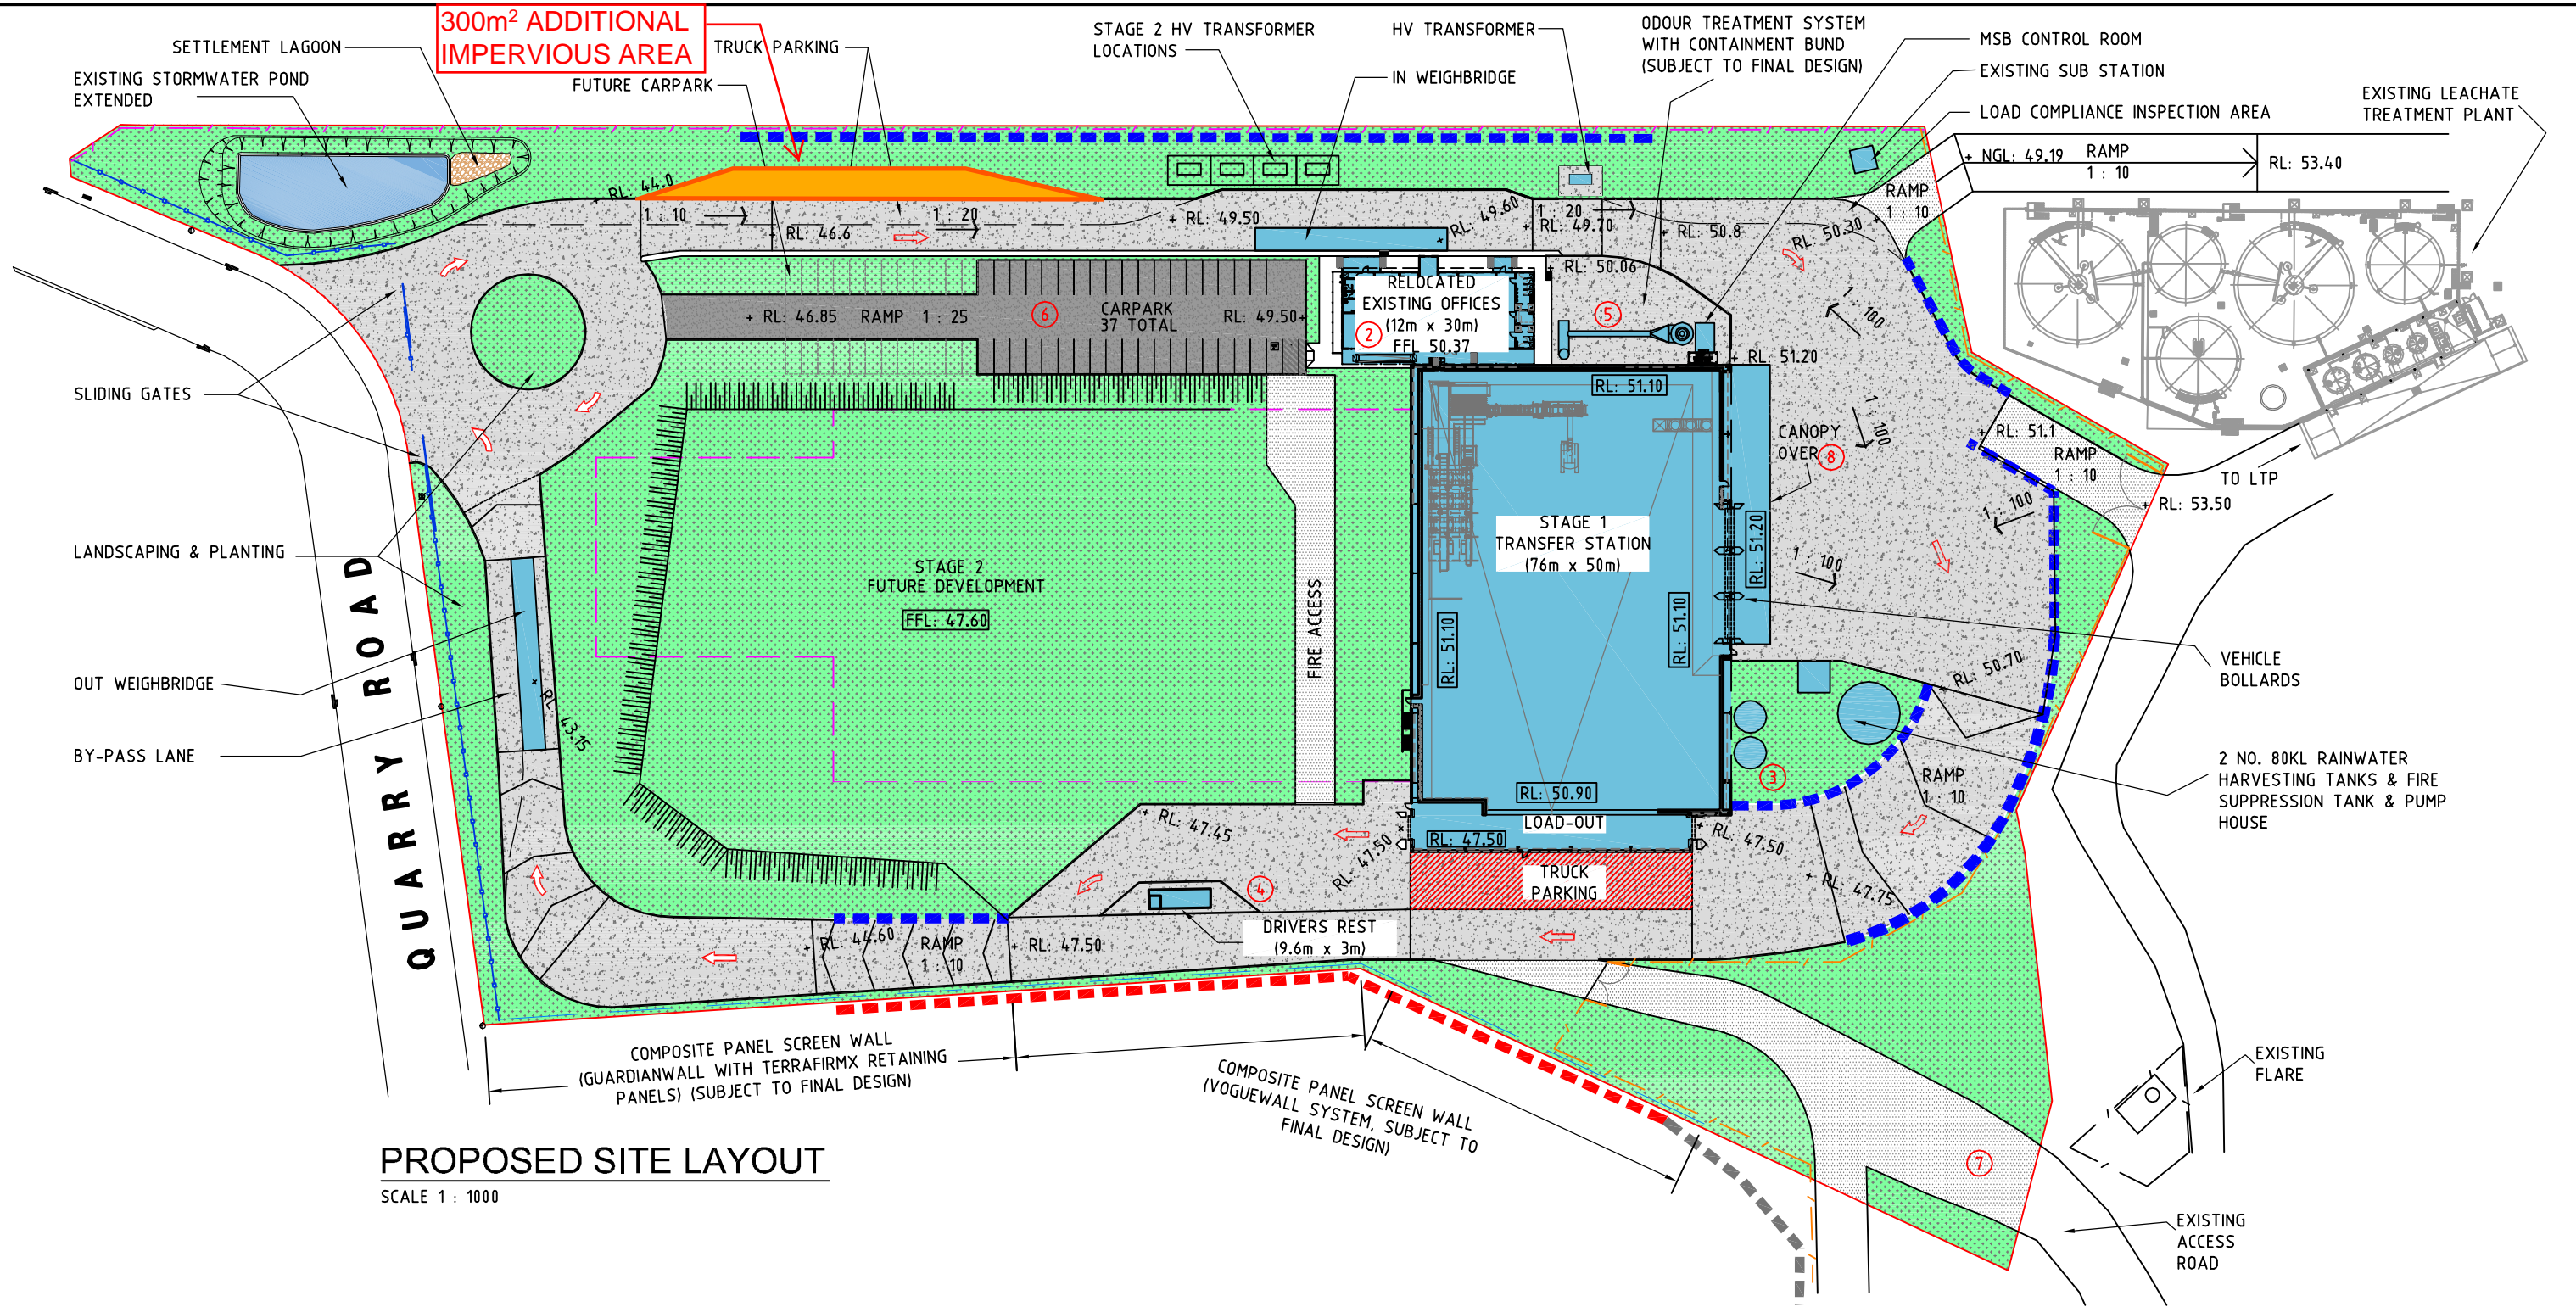 300m² ADDITIONAL
IMPERVIOUS AREA
SETTLEMENT LAGOON
EXISTING STORMWATER POND
EXTENDED
TRUCK PARKING
FUTURE CARPARK
STAGE 2 HV TRANSFORMER
LOCATIONS
HV TRANSFORMER
IN WEIGHBRIDGE
ODOUR TREATMENT SYSTEM
WITH CONTAINMENT BUND
(SUBJECT TO FINAL DESIGN)
MSB CONTROL ROOM
EXISTING SUB STATION
LOAD COMPLIANCE INSPECTION AREA
EXISTING LEACHATE
TREATMENT PLANT
+ NGL: 49.19
RAMP
1 : 10
RL: 53.40
RAMP
1 : 10
+ RL: 44.0
1 : 10
+ RL: 46.6
1 : 20
+ RL: 49.50
+ RL: 49.60
1 : 20
+ RL: 49.70
+ RL: 50.8
RL: 50.30 +
+ RL: 50.06
+ RL: 46.85
RAMP 1 : 25
6
CARPARK
37 TOTAL
RL: 49.50+
RELOCATED
EXISTING OFFICES
(12m x 30m)
FFL 50.37
2
5
+ RL: 51.20
1 : 100
1 : 100
RL: 51.10
CANOPY
OVER
8
+ RL: 51.1
RAMP
1 : 10
TO LTP
+ RL: 53.50
1 : 100
1 : 100
SLIDING GATES
LANDSCAPING & PLANTING
OUT WEIGHBRIDGE
BY-PASS LANE
QUARRY ROAD
+ RL: 43.15
STAGE 2
FUTURE DEVELOPMENT
FFL: 47.60
FIRE ACCESS
STAGE 1
TRANSFER STATION
(76m x 50m)
RL: 51.20
RL: 51.10
RL: 51.10
VEHICLE
BOLLARDS
+ RL: 50.70
2 NO. 80KL RAINWATER
HARVESTING TANKS & FIRE
SUPPRESSION TANK & PUMP
HOUSE
3
RAMP
1 : 10
RL: 50.90
LOAD-OUT
RL: 47.50
+ RL: 47.45
RL: 47.50 +
+ RL: 47.50
+ RL: 47.75
TRUCK
PARKING
4
DRIVERS REST
(9.6m x 3m)
+ RL: 44.60
RAMP
1 : 10
+ RL: 47.50
COMPOSITE PANEL SCREEN WALL
(GUARDIANWALL WITH TERRAFIRMX RETAINING
PANELS) (SUBJECT TO FINAL DESIGN)
COMPOSITE PANEL SCREEN WALL
(VOGUEWALL SYSTEM, SUBJECT TO
FINAL DESIGN)
EXISTING
FLARE
7
EXISTING
ACCESS
ROAD
PROPOSED SITE LAYOUT
SCALE 1 : 1000